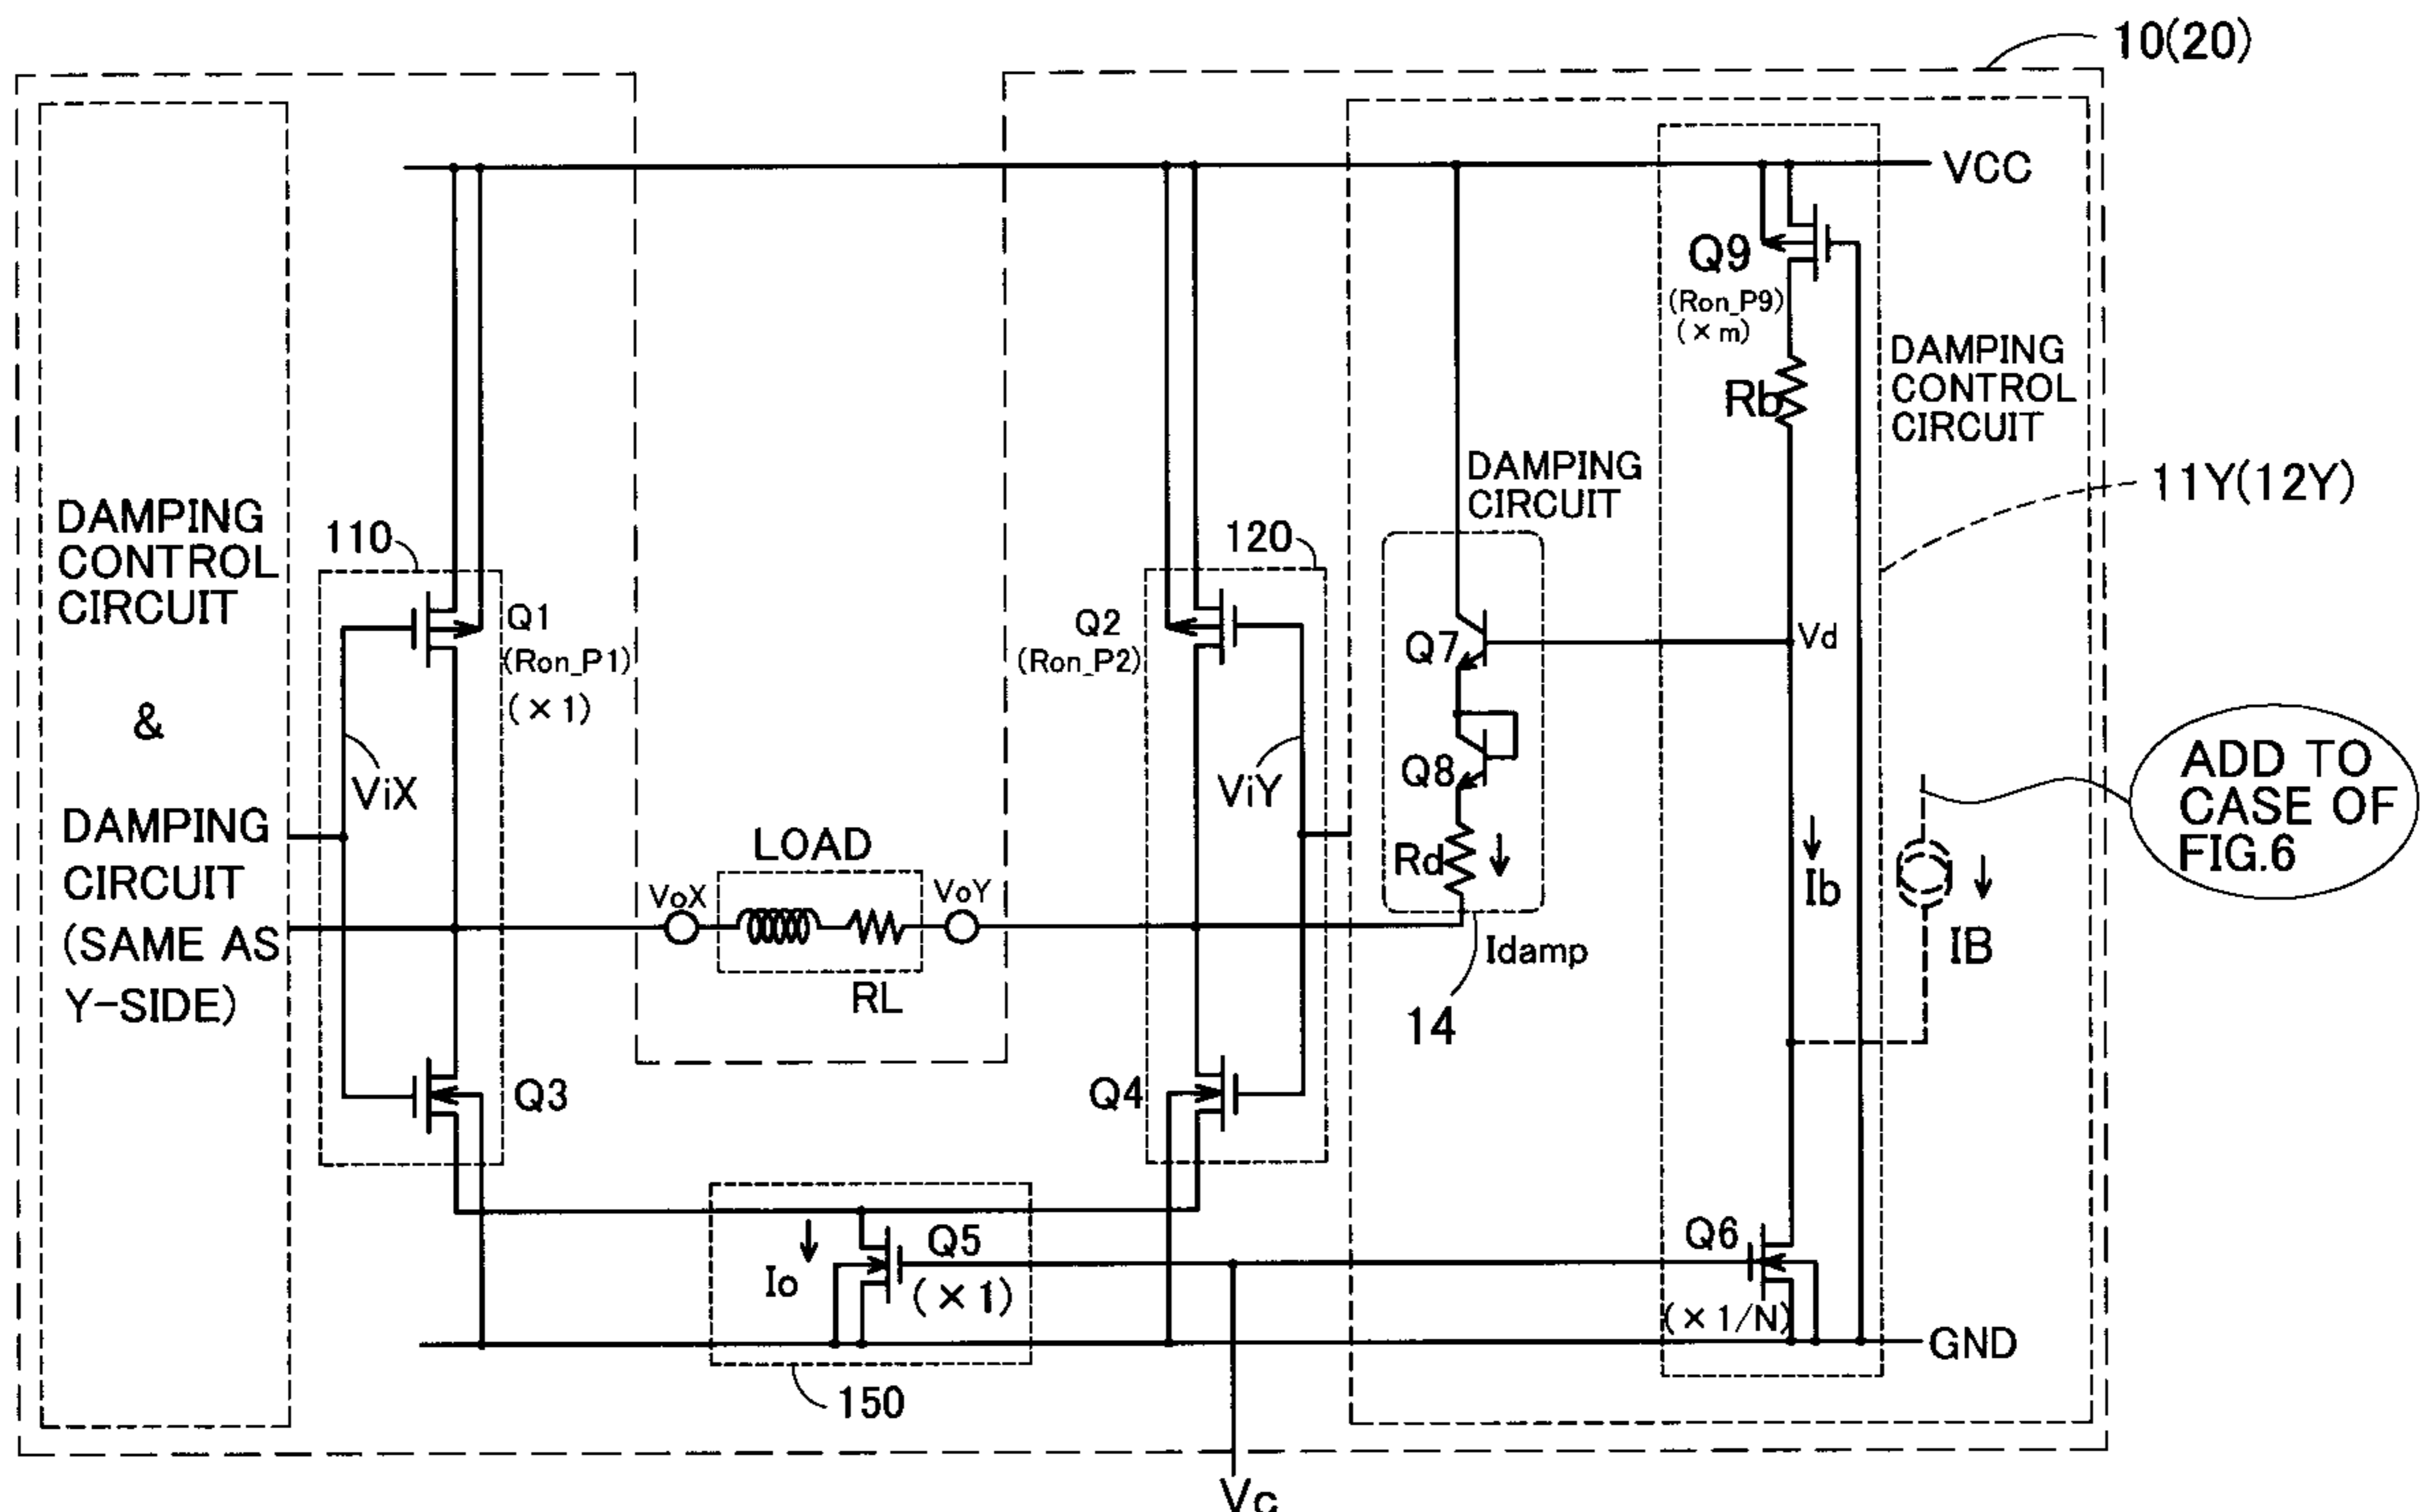 10(20)
VCC
Q9
(Ron_P9)
(×m)
DAMPING
CONTROL
CIRCUIT
Rb
DAMPING
CIRCUIT
11Y(12Y)
DAMPING
CONTROL
CIRCUIT
&
DAMPING
CIRCUIT
(SAME AS
Y-SIDE)
110
Q1
(Ron_P1)
(×1)
ViX
120
Q2
(Ron_P2)
ViY
Q7
Vd
Q8
Rd
Idamp
14
Ib
IB
ADD TO
CASE OF
FIG.6
LOAD
VoX
VoY
RL
Q3
Q4
Io
Q5
(×1)
150
Q6
(×1/N)
GND
Vc